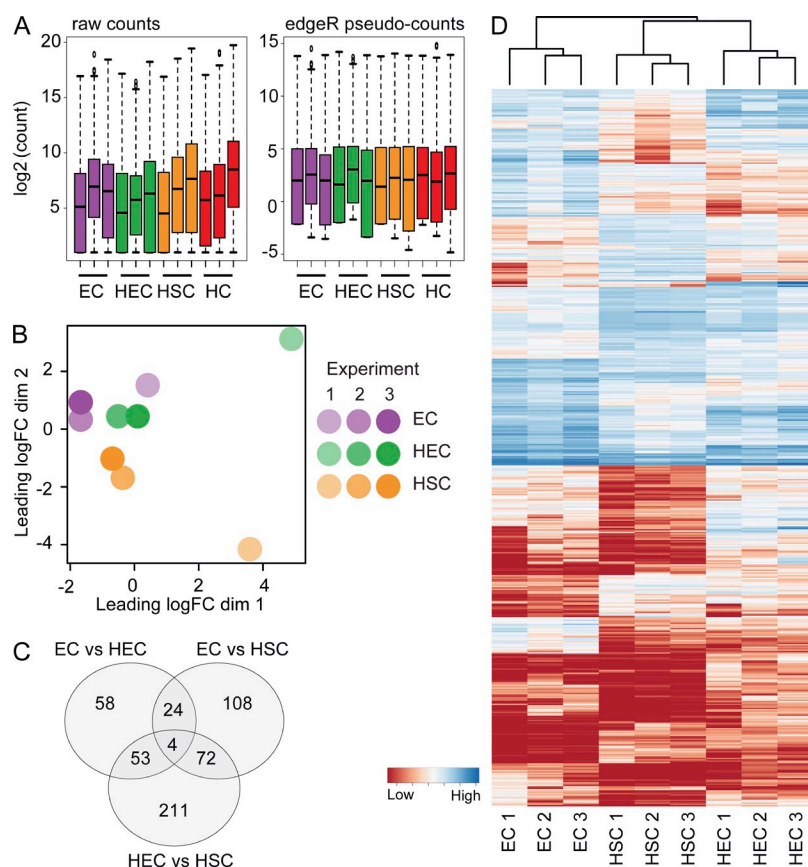 A
raw counts
edgeR pseudo-counts
log2 (count)
20
15
10
5
15
10
5
0
-5
EC HEC HSC HC
EC HEC HSC HC
B
Leading logFC dim 2
2
0
-2
-4
-2 0 2 4
Leading logFC dim 1
Experiment
1 2 3
EC
HEC
HSC
C
EC vs HEC
EC vs HSC
58
24
108
4
53
72
211
HEC vs HSC
Low High
D
EC 1
EC 2
EC 3
HSC 1
HSC 2
HSC 3
HEC 1
HEC 2
HEC 3